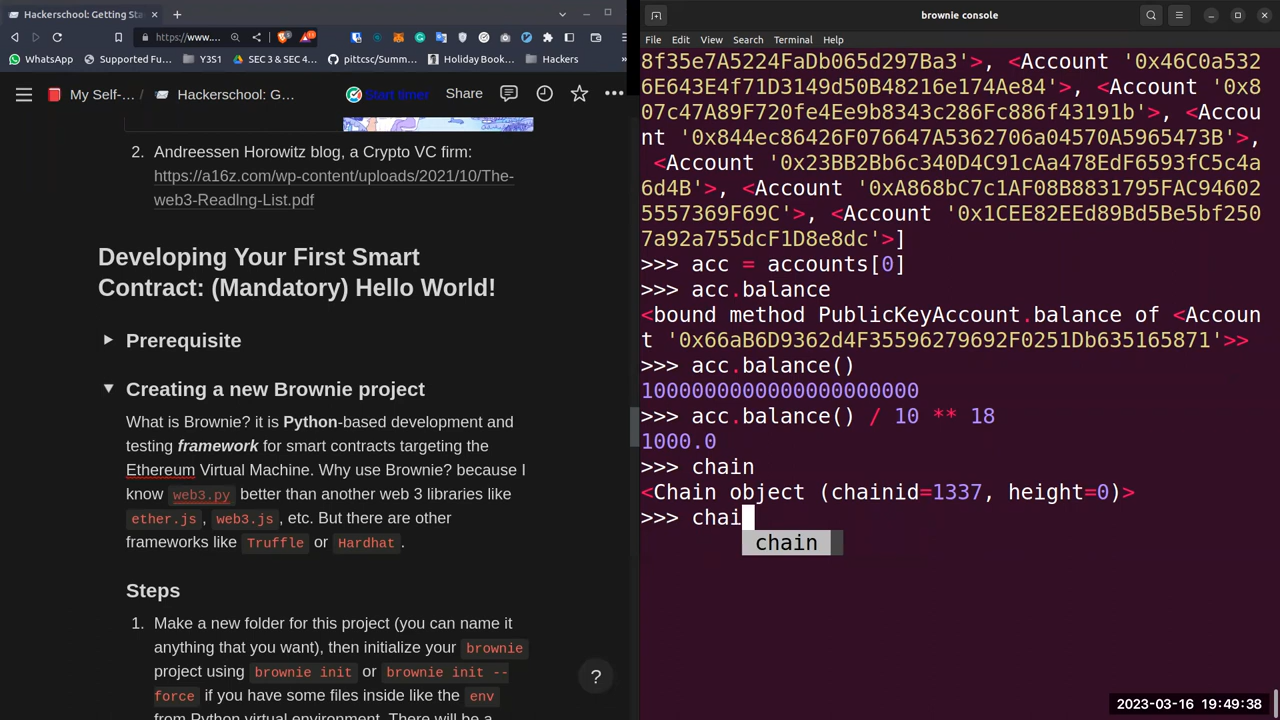 Hackerschool: Getting Sta
https://www....
WhatsApp
Supported Fu...
Y3S1
SEC 3 & SEC 4...
pittcsc/Summ...
Holiday Book...
Hackers
My Self-... / Hackerschool: G...
Start timer
Share
2. Andreessen Horowitz blog, a Crypto VC firm:
https://a16z.com/wp-content/uploads/2021/10/The-
web3-Readlng-List.pdf
Developing Your First Smart
Contract: (Mandatory) Hello World!
Prerequisite
Creating a new Brownie project
What is Brownie? it is Python-based development and
testing framework for smart contracts targeting the
Ethereum Virtual Machine. Why use Brownie? because I
know web3.py better than another web 3 libraries like
ether.js, web3.js, etc. But there are other
frameworks like Truffle or Hardhat.
Steps
1. Make a new folder for this project (you can name it
anything that you want), then initialize your brownie
project using brownie init or brownie init --
force if you have some files inside like the env
from Python virtual environment. There will be a
?
brownie console
File Edit View Search Terminal Help
8f35e7A5224FaDb065d297Ba3'>, <Account '0x46C0a532
6E643E4f71D3149d50B48216e174Ae84'>, <Account '0x8
07c47A89F720fe4Ee9b8343c286Fc886f43191b'>, <Accou
nt '0x844ec86426F076647A5362706a04570A5965473B'>,
<Account '0x23BB2Bb6c340D4C91cAa478EdF6593fC5c4a
6d4B'>, <Account '0xA868bC7c1AF08B8831795FAC94602
5557369F69C'>, <Account '0x1CEE82EEd89Bd5Be5bf250
7a92a755dcF1D8e8dc'>]
>>> acc = accounts[0]
>>> acc.balance
<bound method PublicKeyAccount.balance of <Accoun
t '0x66aB6D9362d4F35596279692F0251Db635165871'>>
>>> acc.balance()
1000000000000000000000
>>> acc.balance() / 10 ** 18
1000.0
>>> chain
<Chain object (chainid=1337, height=0)>
>>> chai
chain
2023-03-16 19:49:38